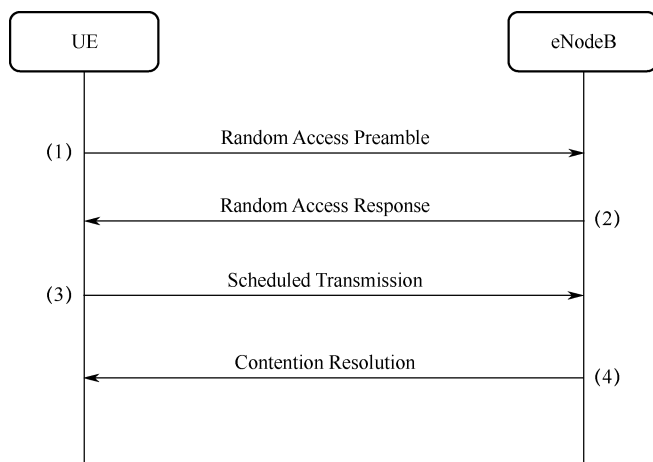 UE
eNodeB
Random Access Preamble
(1)
Random Access Response
(2)
Scheduled Transmission
(3)
Contention Resolution
(4)